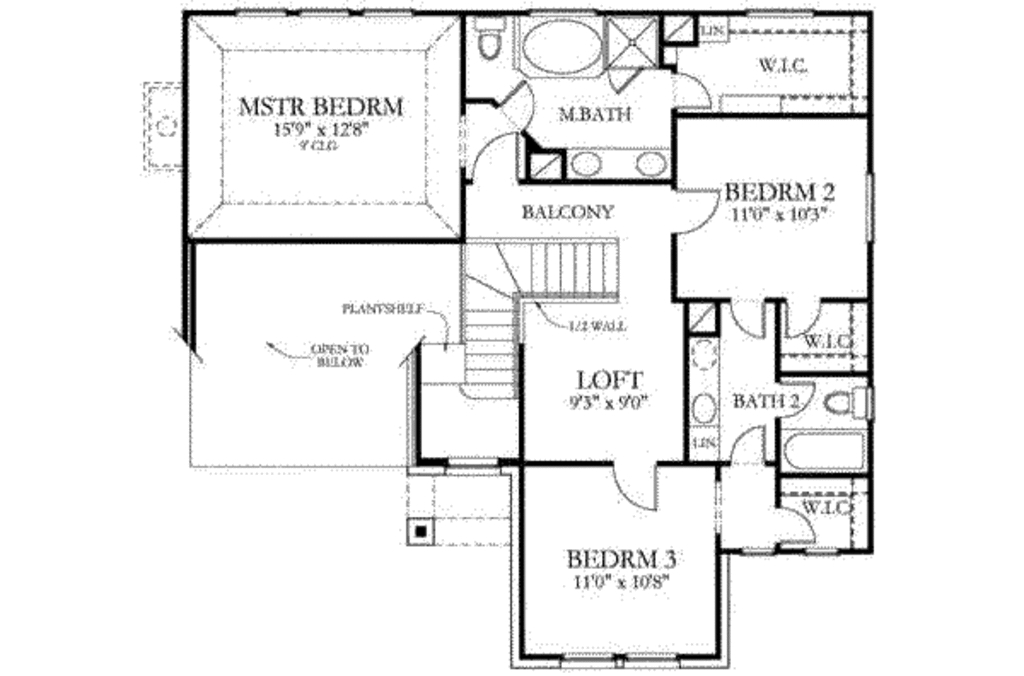 LIN.
W.I.C.
MSTR BEDRM
15'9" x 12'8"
9' CLG
M.BATH
BEDRM 2
11'0" x 10'3"
BALCONY
PLANTSHELF
1/2 WALL
OPEN TO
BELOW
W.I.C.
LOFT
9'3" x 9'0"
BATH 2
LIN.
W.I.C.
BEDRM 3
11'0" x 10'8"